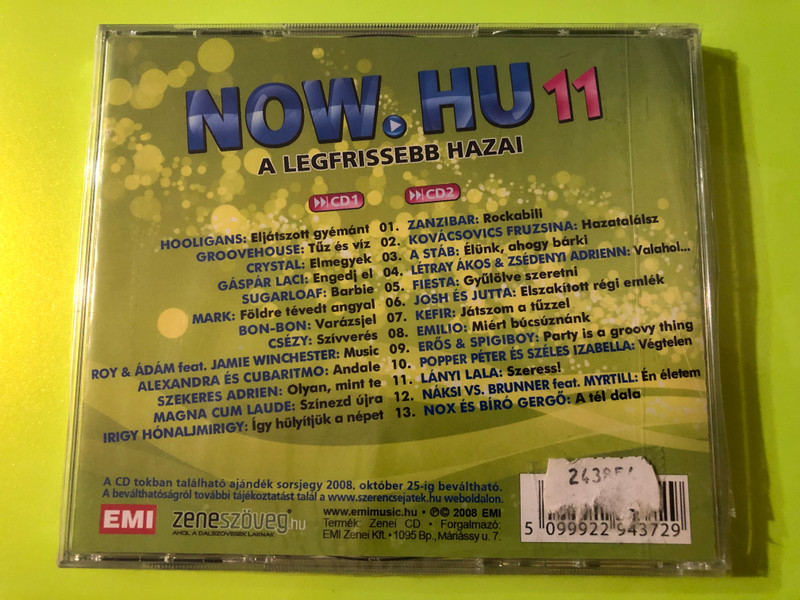 NOW.HU 11
A LEGFRISSEBB HAZAI
CD1
HOOLIGANS: Eljátszott gyémánt 01.
GROOVEHOUSE: Tűz és víz 02.
CRYSTAL: Elmegyek 03.
GÁSPÁR LACI: Engedj el 04.
SUGARLOAF: Barbie 05.
MARK: Földre tévedt angyal 06.
BON-BON: Varázsjel 07.
CSÉZY: Szívverés 08.
ROY & ÁDÁM feat. JAMIE WINCHESTER: Music 09.
ALEXANDRA ÉS CUBARITMO: Andale 10.
SZEKERES ADRIEN: Olyan, mint te 11.
MAGNA CUM LAUDE: Színezd újra 12.
IRIGY HÓNALJMIRIGY: Így hülyítjük a népet 13.
CD2
ZANZIBAR: Rockabili
KOVÁCSOVICS FRUZSINA: Hazatalálsz
A STÁB: Élünk, ahogy bárki
LÉTRAY ÁKOS & ZSÉDENYI ADRIENN: Valahol...
FIESTA: Gyűlölve szeretni
JOSH ÉS JUTTA: Elszakított régi emlék
KEFIR: Játszom a tűzzel
EMILIO: Miért búcsúznánk
ERŐS & SPIGIBOY: Party is a groovy thing
POPPER PÉTER ÉS SZÉLES IZABELLA: Végtelen
LÁNYI LALA: Szeress!
NÁKSI VS. BRUNNER feat. MYRTILL: Én életem
NOX ÉS BÍRÓ GERGŐ: A tél dala
A CD tokban található ajándék sorsjegy 2008. október 25-ig beváltható.
A beválthatóságról további tájékoztatást talál a www.szerencsejatek.hu weboldalon.
EMI
zeneszöveg.hu
AHOL A DALSZÖVEGEK LAKNAK
www.emimusic.hu • ℗© 2008 EMI
Termék: Zenei CD • Forgalmazó:
EMI Zenei Kft. • 1095 Bp., Máriássy u. 7.
5 099922 943729